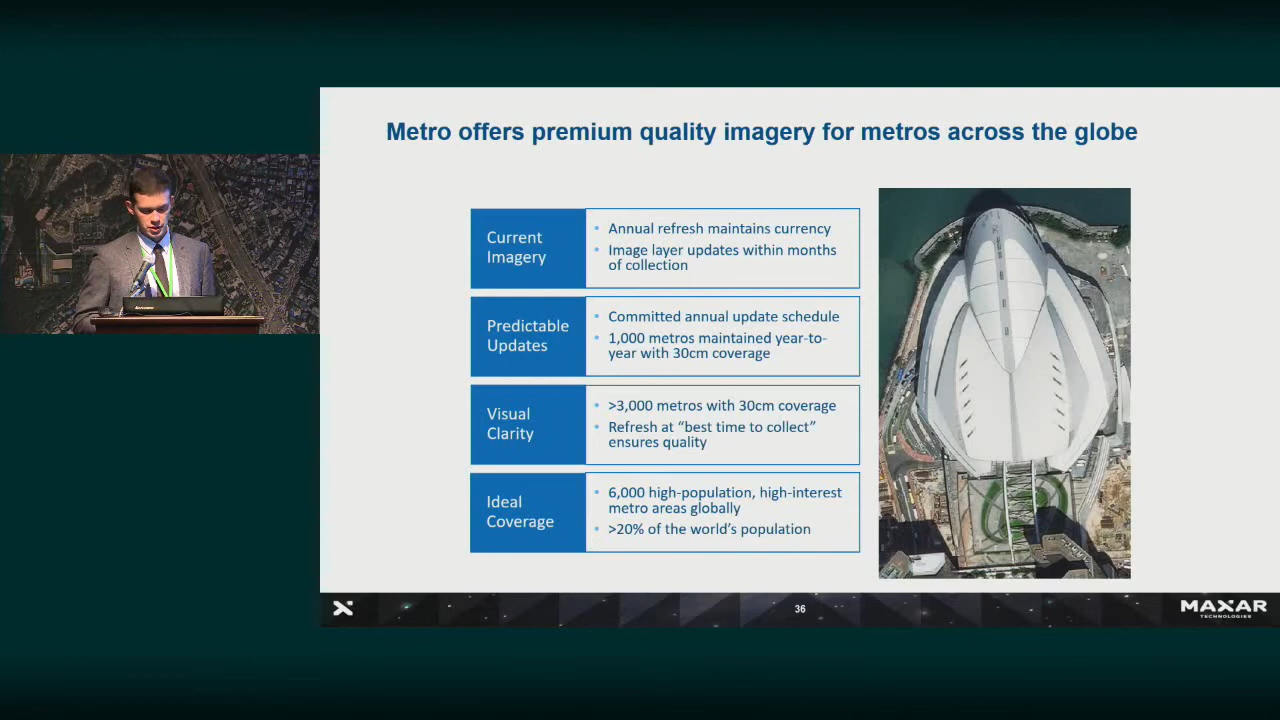 Metro offers premium quality imagery for metros across the globe
Current
Imagery
• Annual refresh maintains currency
• Image layer updates within months
of collection
Predictable
Updates
• Committed annual update schedule
• 1,000 metros maintained year-to-
year with 30cm coverage
Visual
Clarity
• >3,000 metros with 30cm coverage
• Refresh at “best time to collect”
ensures quality
Ideal
Coverage
• 6,000 high-population, high-interest
metro areas globally
• >20% of the world’s population
36
MAXAR
TECHNOLOGIES